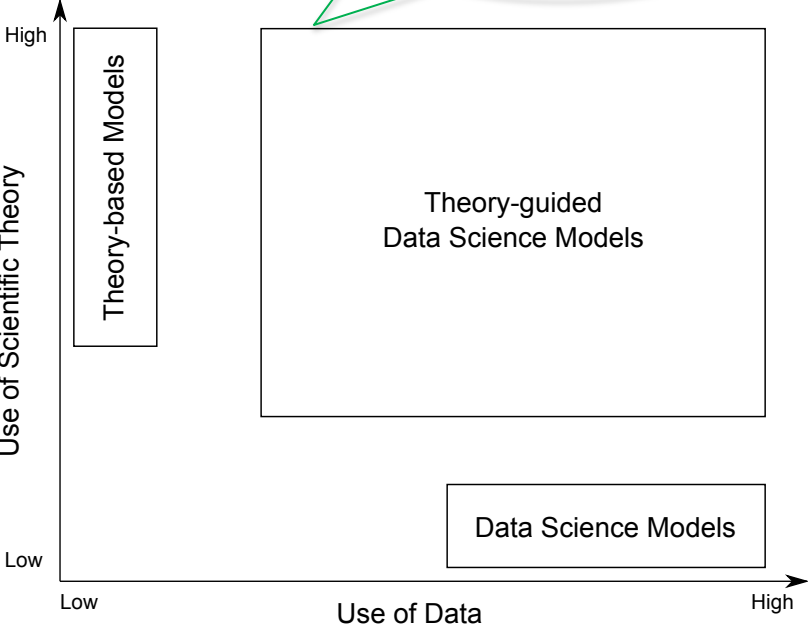 High
Theory-based Models
Use of Scientific Theory
Theory-guided
Data Science Models
Data Science Models
Low
Low
Use of Data
High